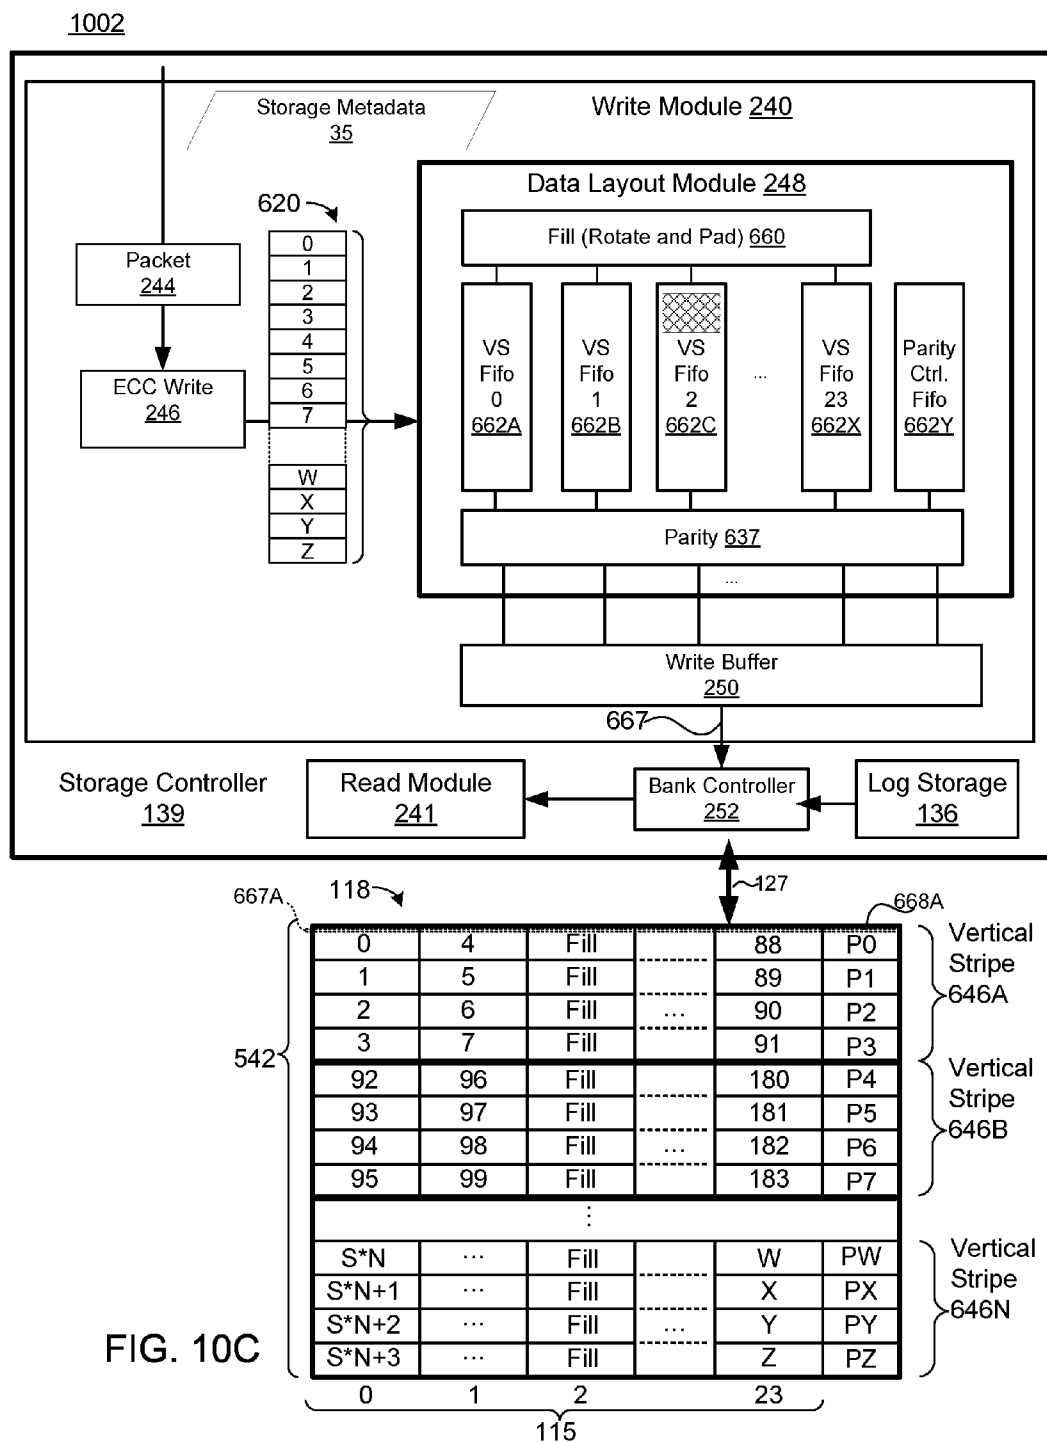 1002
Storage Metadata
35
Write Module 240
Data Layout Module 248
620
Fill (Rotate and Pad) 660
Packet
244
ECC Write
246
0
1
2
3
4
5
6
7
W
X
Y
Z
VS
Fifo
0
662A
VS
Fifo
1
662B
VS
Fifo
2
662C
...
VS
Fifo
23
662X
Parity
Ctrl.
Fifo
662Y
Parity 637
...
Write Buffer
250
667
Storage Controller
139
Read Module
241
Bank Controller
252
Log Storage
136
127
118
667A
668A
542
0 4 Fill 88 P0
1 5 Fill 89 P1
2 6 Fill ... 90 P2
3 7 Fill 91 P3
Vertical
Stripe
646A
92 96 Fill 180 P4
93 97 Fill 181 P5
94 98 Fill ... 182 P6
95 99 Fill 183 P7
Vertical
Stripe
646B
⋮
S*N ... Fill W PW
S*N+1 ... Fill X PX
S*N+2 ... Fill ... Y PY
S*N+3 ... Fill Z PZ
Vertical
Stripe
646N
0 1 2 23
115
FIG. 10C